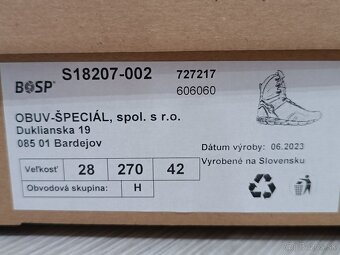 BOSP® S18207-002 727217
606060
OBUV-ŠPECIÁL, spol. s r.o.
Duklianska 19
085 01 Bardejov
Dátum výroby: 06.2023
Vyrobené na Slovensku
Veľkosť 28 270 42
Obvodová skupina: H